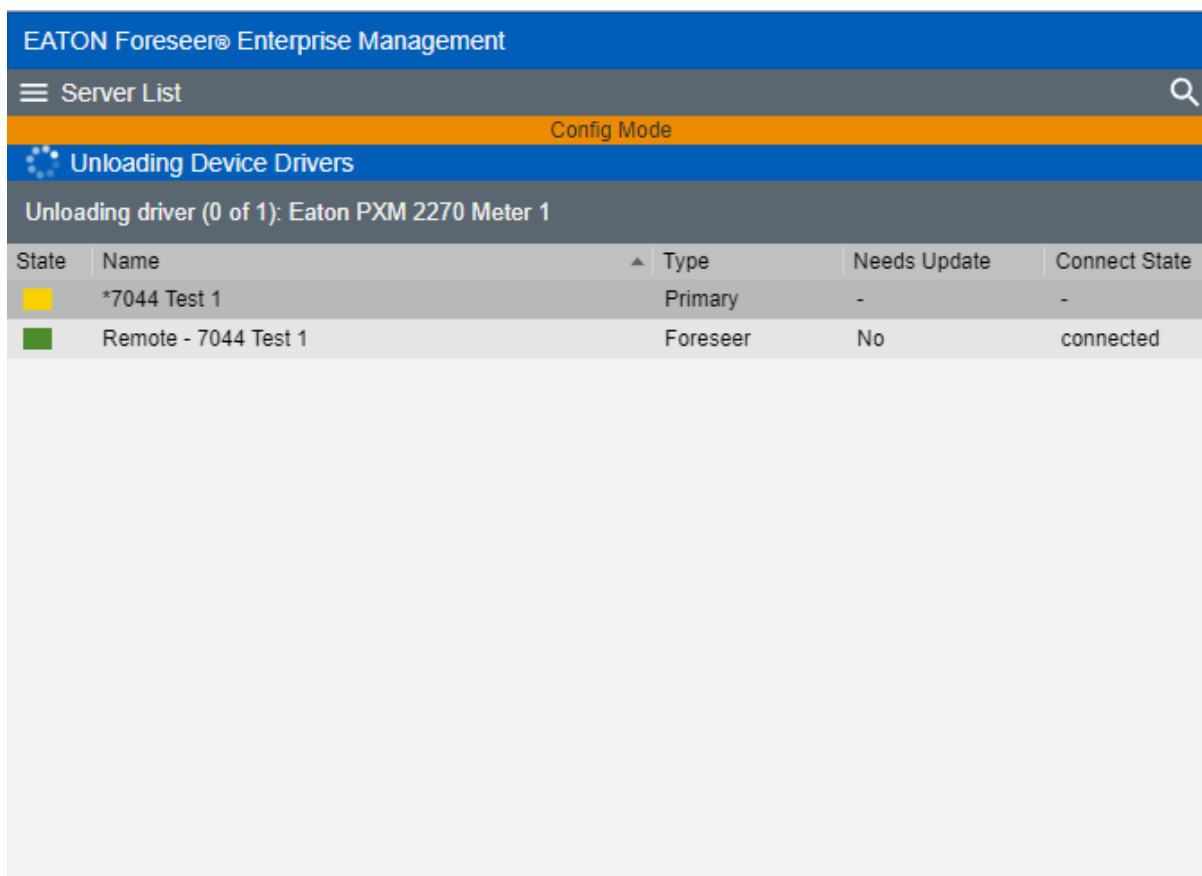 EATON Foreseer® Enterprise Management
Server List
Config Mode
Unloading Device Drivers
Unloading driver (0 of 1): Eaton PXM 2270 Meter 1
State Name Type Needs Update Connect State
*7044 Test 1 Primary - -
Remote - 7044 Test 1 Foreseer No connected